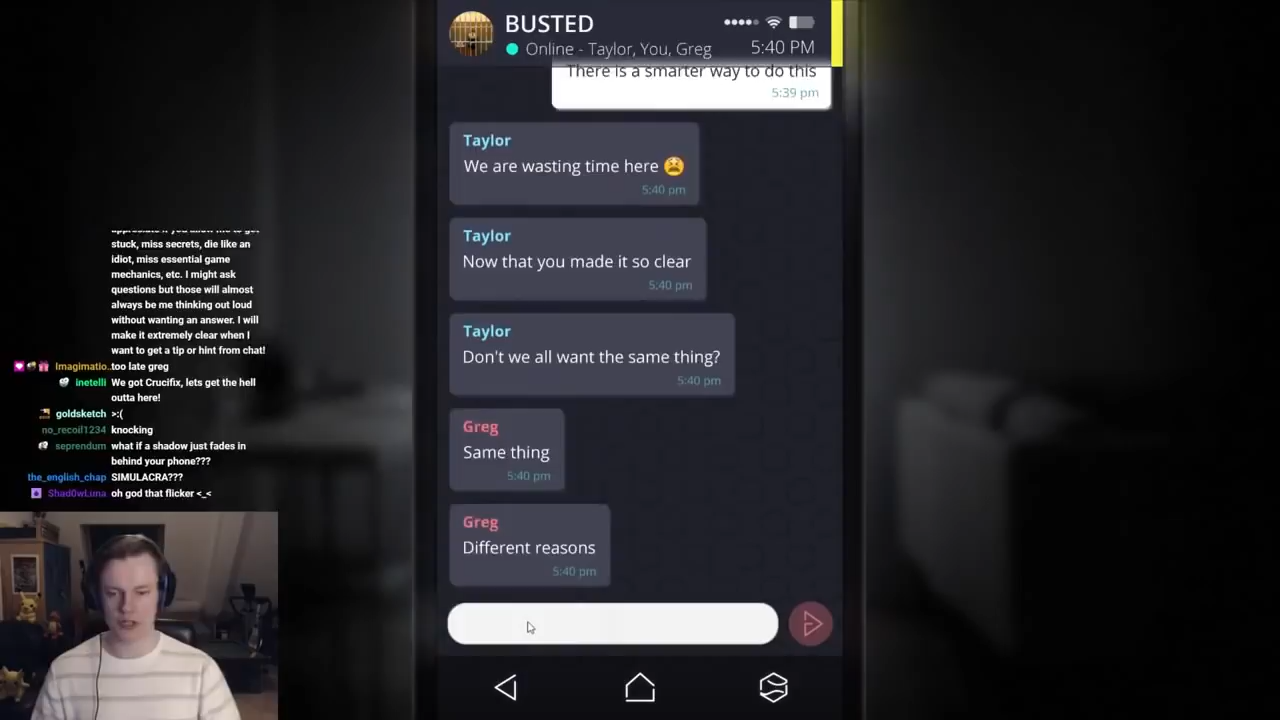 BUSTED
Online - Taylor, You, Greg
5:40 PM
There is a smarter way to do this
5:39 pm
Taylor
We are wasting time here 😫
5:40 pm
Taylor
Now that you made it so clear
5:40 pm
Taylor
Don't we all want the same thing?
5:40 pm
Greg
Same thing
5:40 pm
Greg
Different reasons
5:40 pm
stuck, miss secrets, die like an
idiot, miss essential game
mechanics, etc. I might ask
questions but those will almost
always be me thinking out loud
without wanting an answer. I will
make it extremely clear when I
want to get a tip or hint from chat!
Imaginatio.. too late greg
inetelli We got Crucifix, lets get the hell
outta here!
goldsketch >:(
no_recoil1234 knocking
seprendum what if a shadow just fades in
behind your phone???
the_english_chap SIMULACRA???
Shad0wLuna oh god that flicker <_<